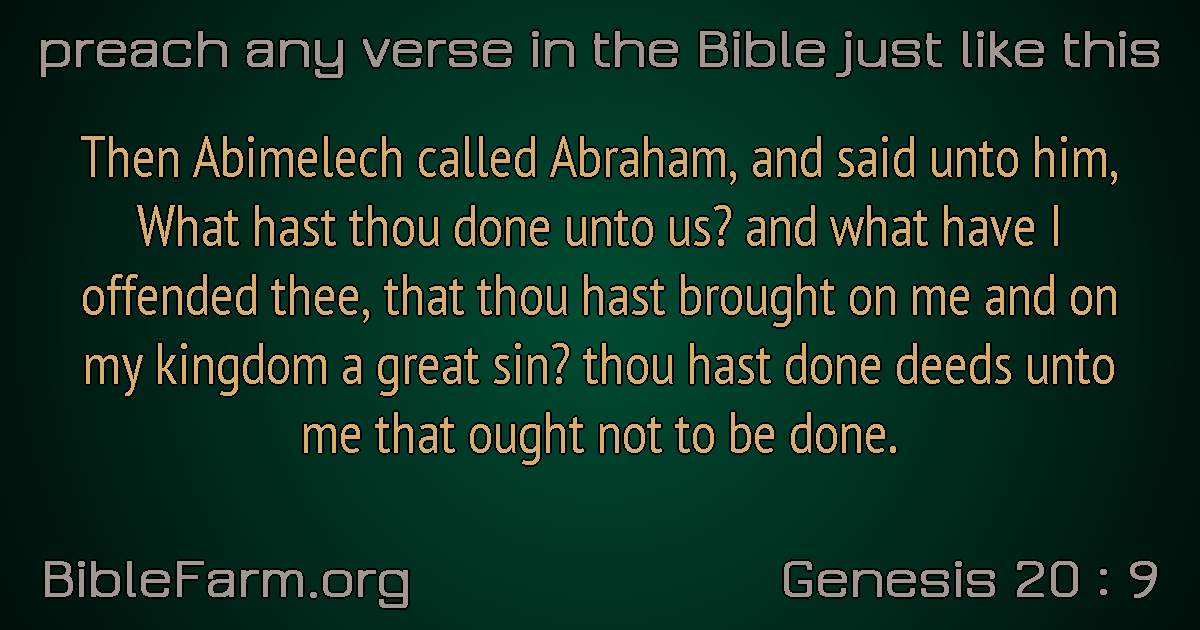 preach any verse in the Bible just like this
Then Abimelech called Abraham, and said unto him,
What hast thou done unto us? and what have I
offended thee, that thou hast brought on me and on
my kingdom a great sin? thou hast done deeds unto
me that ought not to be done.
BibleFarm.org
Genesis 20 : 9